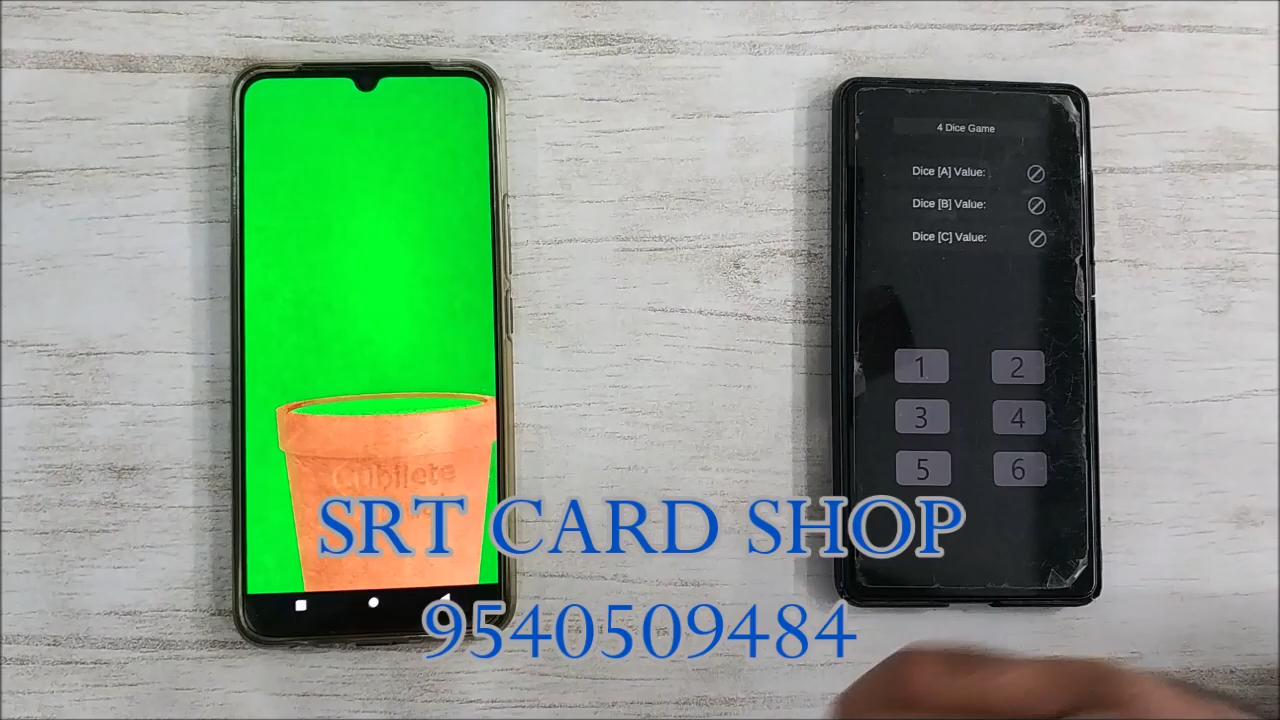 4 Dice Game
Dice [A] Value:
Dice [B] Value:
Dice [C] Value:
1 2
3 4
5 6
Cubilete
SRT CARD SHOP
9540509484